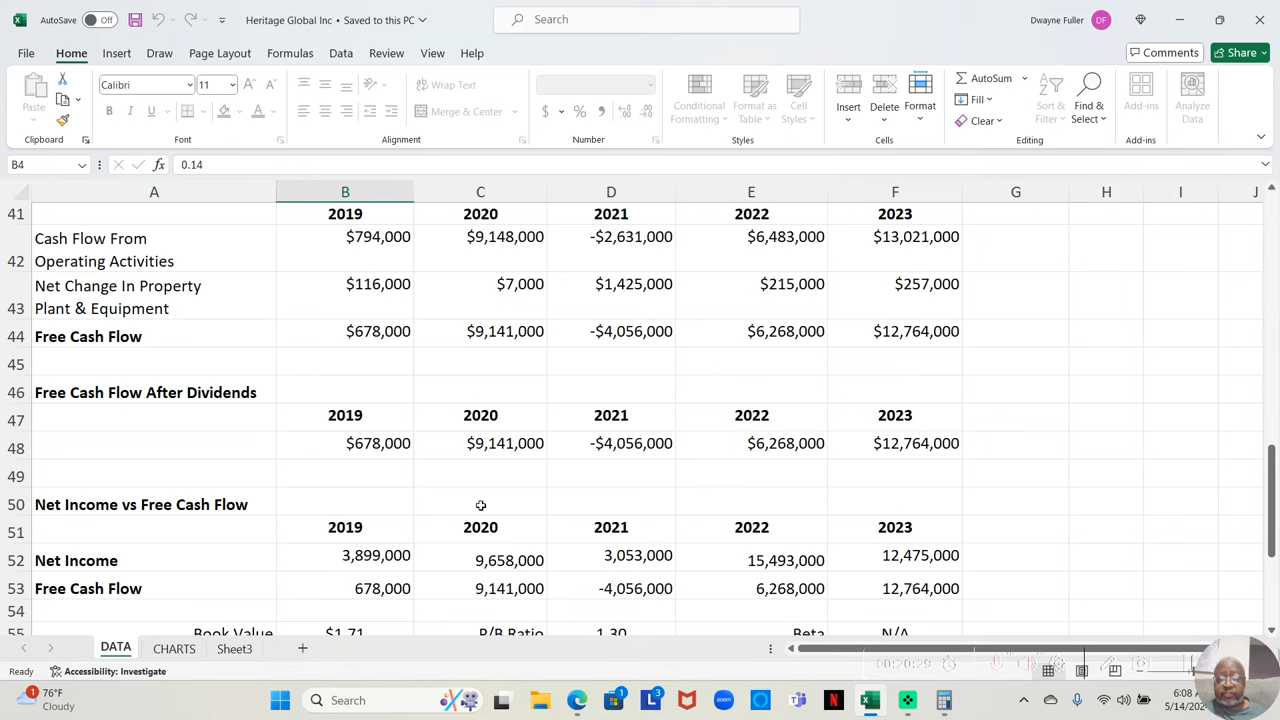 AutoSave Off Heritage Global Inc • Saved to this PC Search Dwayne Fuller DF
File Home Insert Draw Page Layout Formulas Data Review View Help Comments Share
Calibri 11 Wrap Text AutoSum
Paste B I U Merge & Center $ % Conditional Formatting Format as Table Cell Styles Insert Delete Format Fill Clear Sort & Filter Find & Select Add-ins Analyze Data
Clipboard Font Alignment Number Styles Cells Editing Add-ins
B4 fx 0.14
A B C D E F G H I J
41 2019 2020 2021 2022 2023
42 Cash Flow From Operating Activities $794,000 $9,148,000 -$2,631,000 $6,483,000 $13,021,000
43 Net Change In Property Plant & Equipment $116,000 $7,000 $1,425,000 $215,000 $257,000
44 Free Cash Flow $678,000 $9,141,000 -$4,056,000 $6,268,000 $12,764,000
45
46 Free Cash Flow After Dividends
47 2019 2020 2021 2022 2023
48 $678,000 $9,141,000 -$4,056,000 $6,268,000 $12,764,000
49
50 Net Income vs Free Cash Flow
51 2019 2020 2021 2022 2023
52 Net Income 3,899,000 9,658,000 3,053,000 15,493,000 12,475,000
53 Free Cash Flow 678,000 9,141,000 -4,056,000 6,268,000 12,764,000
54
55 Book Value $1.71 P/B Ratio 1.30 Beta N/A
DATA CHARTS Sheet3
Ready Accessibility: Investigate 00:20:29
1 76°F Cloudy Search 1 3 zoom N 6:08 5/14/